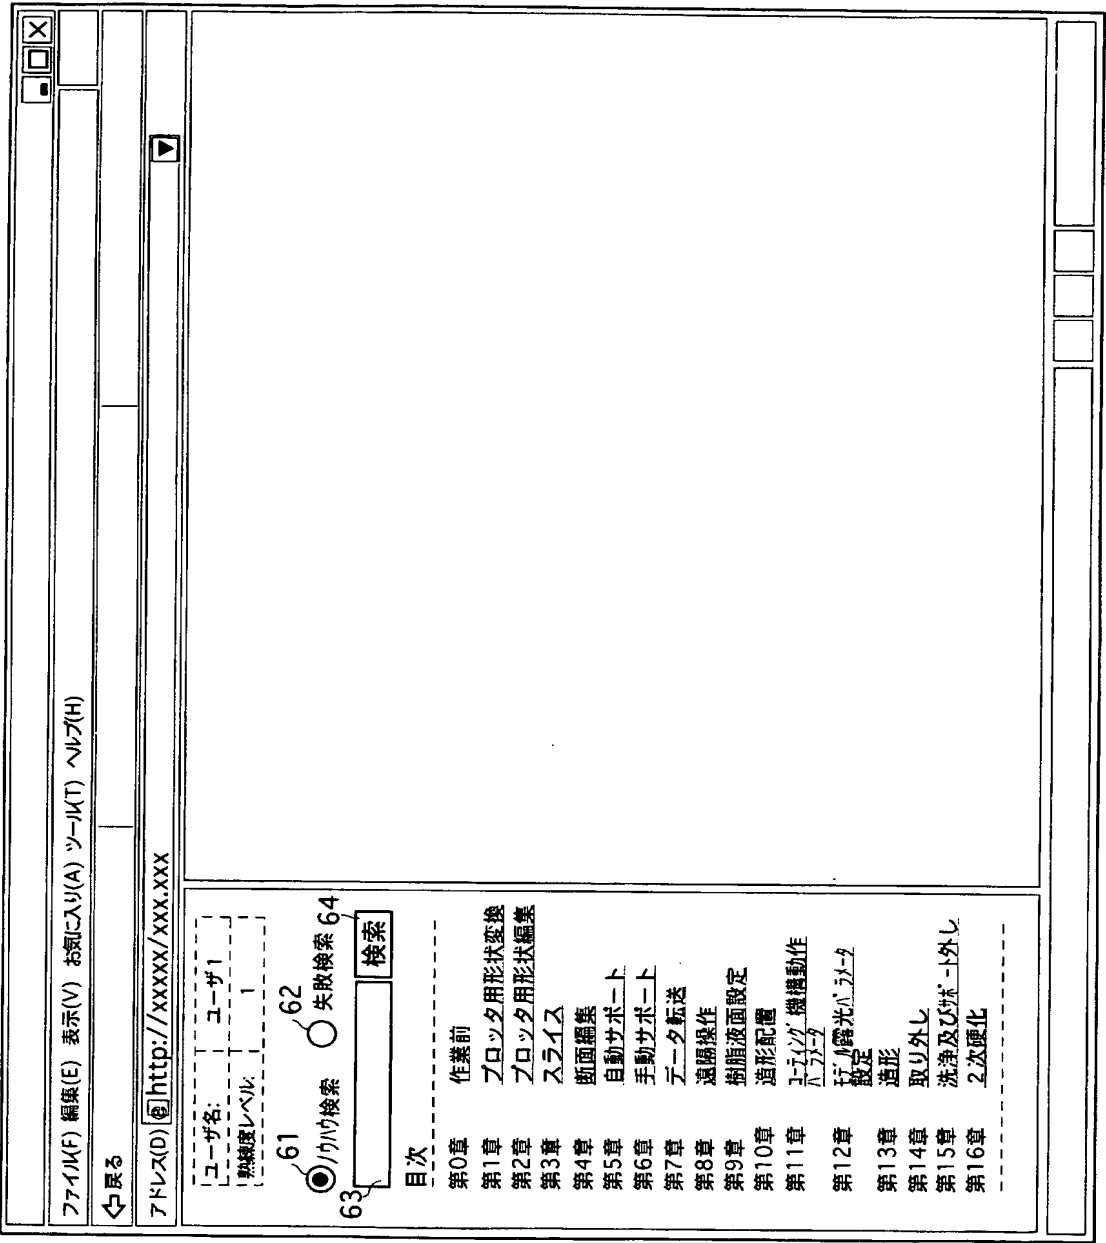 ファイル(F) 編集(E) 表示(V) お気に入り(A) ツール(T) ヘルプ(H)
戻る
アドレス(D) e http://xxxxx/xxx.xxx
ユーザ名: ユーザ1
熟練度レベル: 1
61 62
ノウハウ検索 失敗検索 64
63 検索
目次
第0章 作業前
第1章 プロッタ用形状変換
第2章 プロッタ用形状編集
第3章 スライス
第4章 断面編集
第5章 自動サポート
第6章 手動サポート
第7章 データ転送
第8章 遠隔操作
第9章 樹脂液面設定
第10章 造形配置
第11章 コーティング機構動作
パラメータ
第12章 モデル露光パラメータ
設定
第13章 造形
第14章 取り外し
第15章 洗浄及びサポート外し
第16章 2次硬化